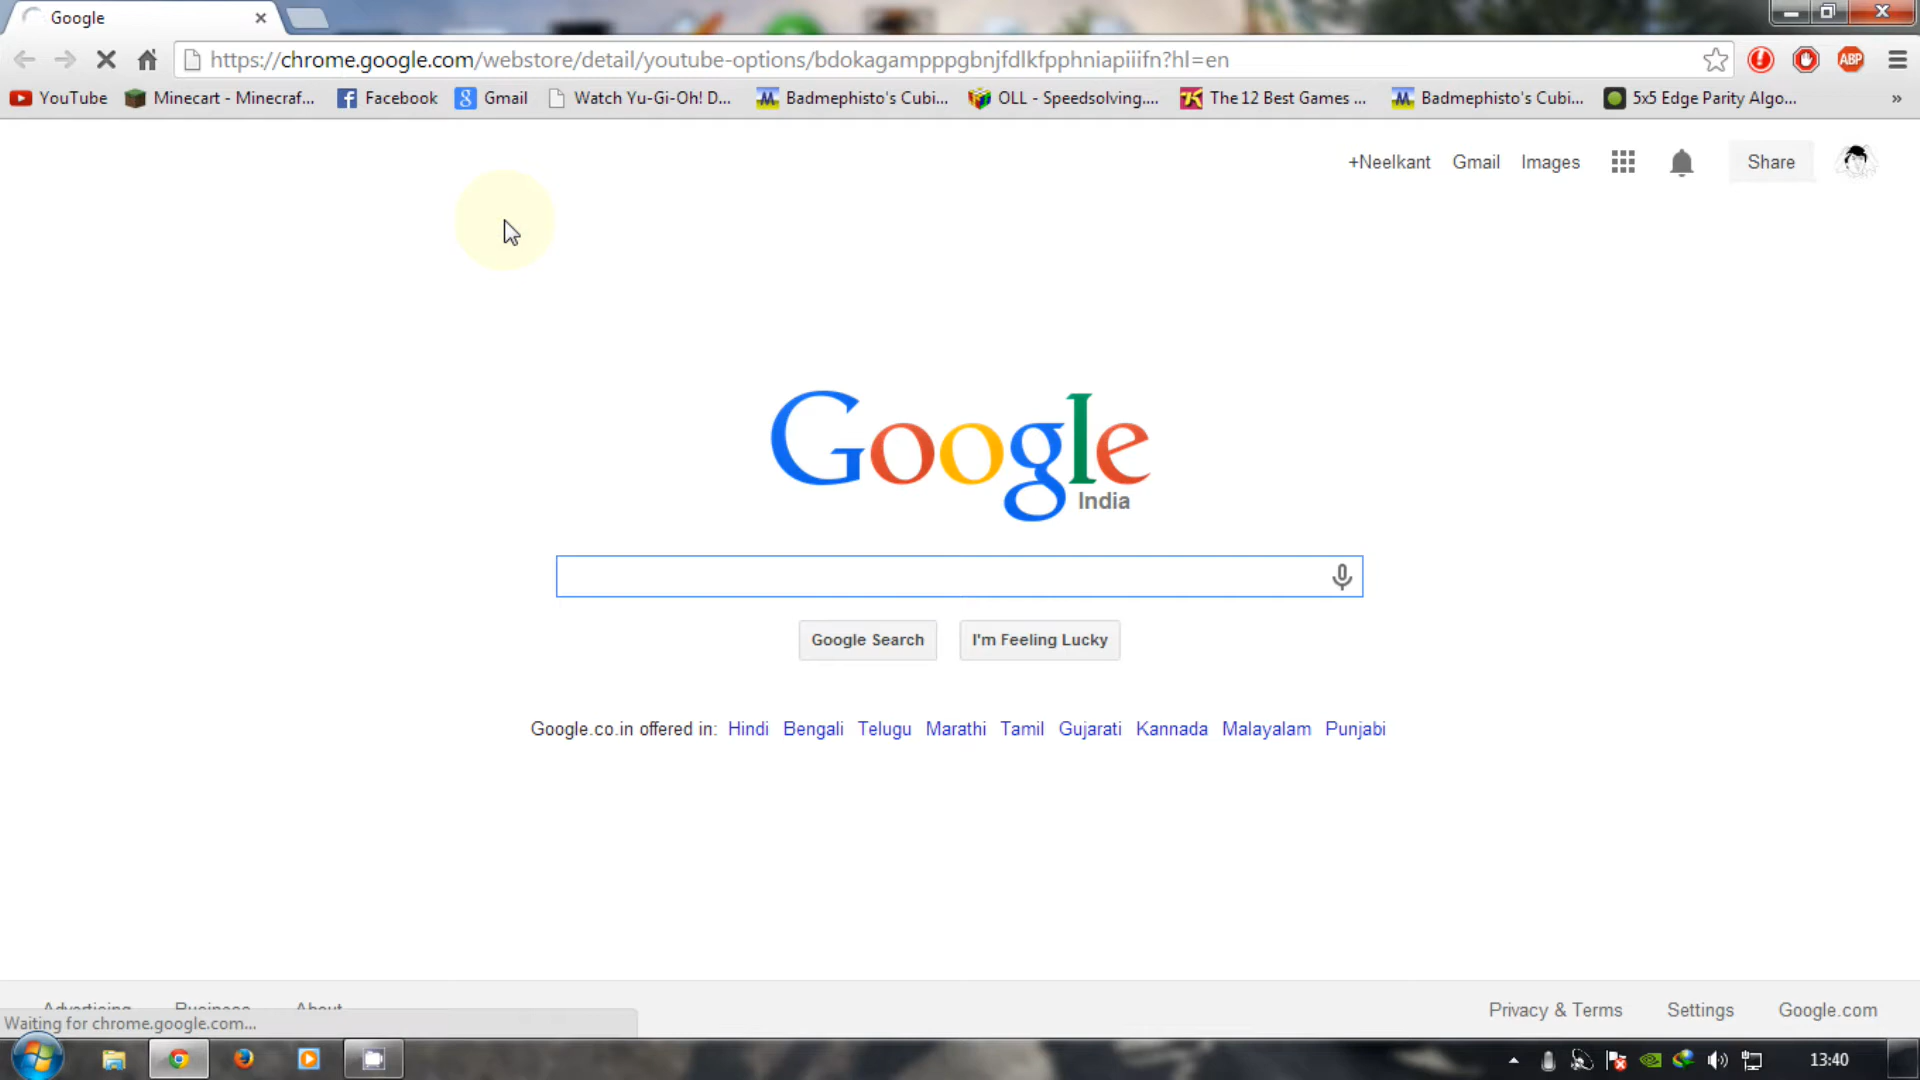 Google
https://chrome.google.com/webstore/detail/youtube-options/bdokagampppgbnjfdlkfpphniapiiifn?hl=en
ABP
YouTube Minecart - Minecraf... Facebook Gmail Watch Yu-Gi-Oh! D... Badmephisto's Cubi... OLL - Speedsolving.... The 12 Best Games ... Badmephisto's Cubi... 5x5 Edge Parity Algo... »
+Neelkant Gmail Images Share
Google
India
Google Search I'm Feeling Lucky
Google.co.in offered in: Hindi Bengali Telugu Marathi Tamil Gujarati Kannada Malayalam Punjabi
Advertising Business About Privacy & Terms Settings Google.com
Waiting for chrome.google.com...
13:40